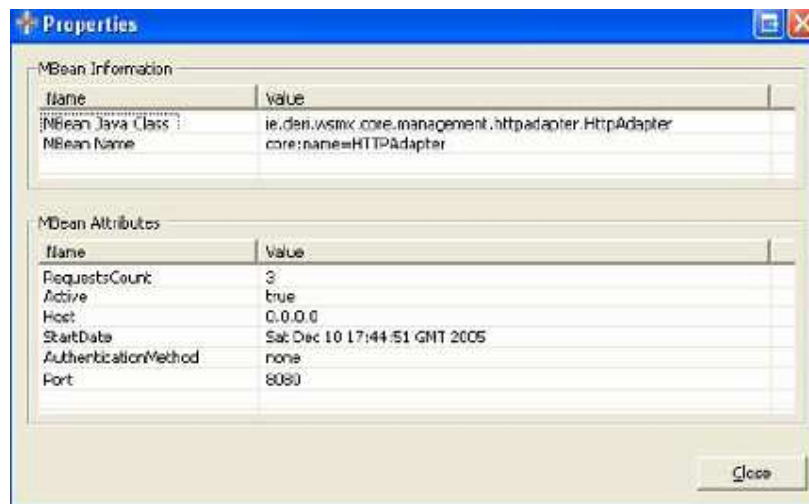 Properties
MBean Information
Name Value
MBean Java Class ie.deri.wsmx.core.management.httpadapter.HttpAdapter
MBean Name core:name=HTTPAdapter
MBean Attributes
Name Value
RequestsCount 3
Active true
Host 0.0.0.0
StartDate Sat Dec 10 17:44:51 GMT 2005
AuthenticationMethod none
Port 8080
Close